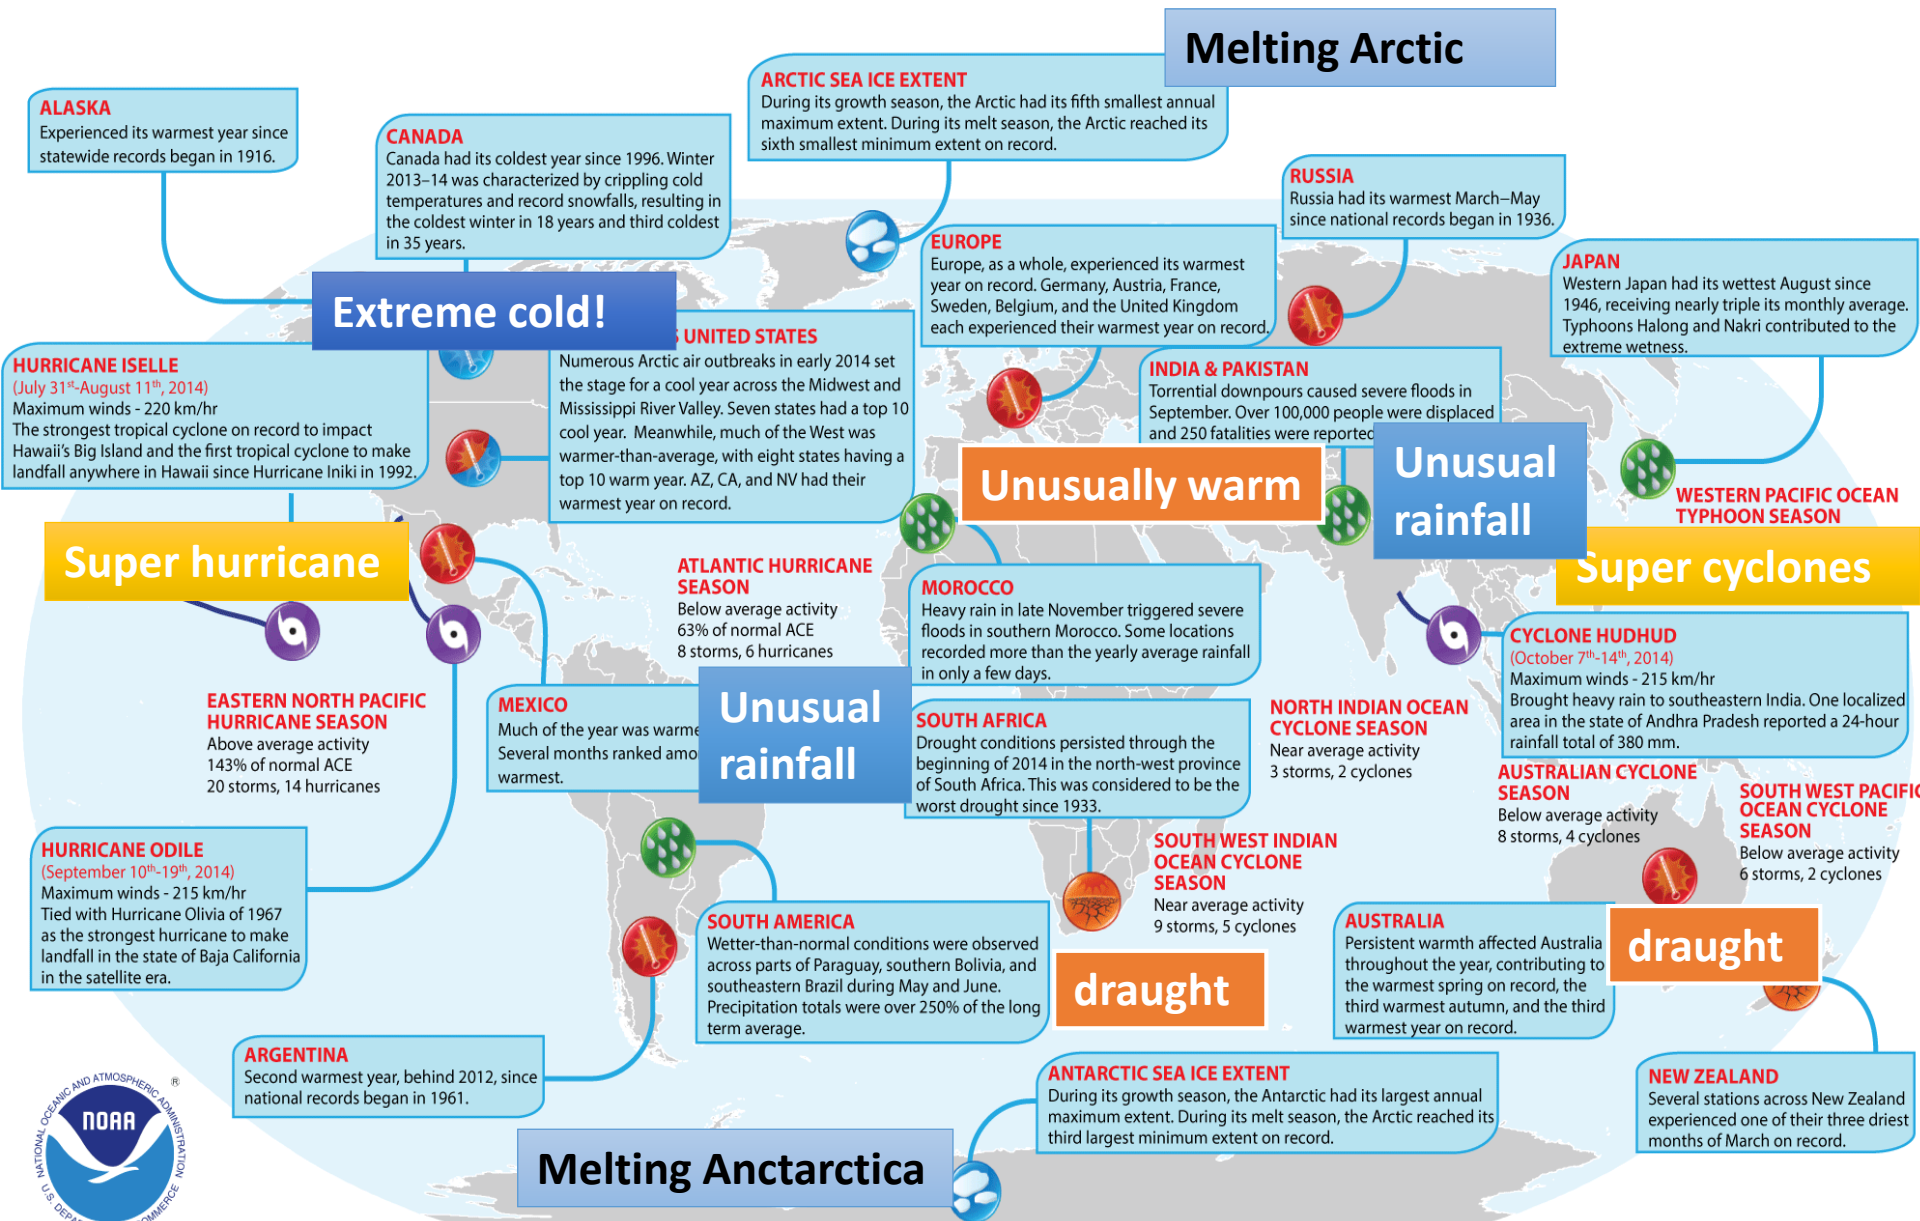 Melting Arctic
ARCTIC SEA ICE EXTENT
During its growth season, the Arctic had its fifth smallest annual
maximum extent. During its melt season, the Arctic reached its
sixth smallest minimum extent on record.
ALASKA
Experienced its warmest year since
statewide records began in 1916.
CANADA
Canada had its coldest year since 1996. Winter
2013–14 was characterized by crippling cold
temperatures and record snowfalls, resulting in
the coldest winter in 18 years and third coldest
in 35 years.
RUSSIA
Russia had its warmest March–May
since national records began in 1936.
EUROPE
Europe, as a whole, experienced its warmest
year on record. Germany, Austria, France,
Sweden, Belgium, and the United Kingdom
each experienced their warmest year on record.
JAPAN
Western Japan had its wettest August since
1946, receiving nearly triple its monthly average.
Typhoons Halong and Nakri contributed to the
extreme wetness.
Extreme cold!
UNITED STATES
Numerous Arctic air outbreaks in early 2014 set
the stage for a cool year across the Midwest and
Mississippi River Valley. Seven states had a top 10
cool year. Meanwhile, much of the West was
warmer-than-average, with eight states having a
top 10 warm year. AZ, CA, and NV had their
warmest year on record.
HURRICANE ISELLE
(July 31st-August 11th, 2014)
Maximum winds - 220 km/hr
The strongest tropical cyclone on record to impact
Hawaii's Big Island and the first tropical cyclone to make
landfall anywhere in Hawaii since Hurricane Iniki in 1992.
INDIA & PAKISTAN
Torrential downpours caused severe floods in
September. Over 100,000 people were displaced
and 250 fatalities were reported
Unusually warm
Unusual
rainfall
WESTERN PACIFIC OCEAN
TYPHOON SEASON
Super hurricane
Super cyclones
ATLANTIC HURRICANE
SEASON
Below average activity
63% of normal ACE
8 storms, 6 hurricanes
MOROCCO
Heavy rain in late November triggered severe
floods in southern Morocco. Some locations
recorded more than the yearly average rainfall
in only a few days.
CYCLONE HUDHUD
(October 7th-14th, 2014)
Maximum winds - 215 km/hr
Brought heavy rain to southeastern India. One localized
area in the state of Andhra Pradesh reported a 24-hour
rainfall total of 380 mm.
EASTERN NORTH PACIFIC
HURRICANE SEASON
Above average activity
143% of normal ACE
20 storms, 14 hurricanes
MEXICO
Much of the year was
Several months ranked
warmest.
Unusual
rainfall
SOUTH AFRICA
Drought conditions persisted through the
beginning of 2014 in the north-west province
of South Africa. This was considered to be the
worst drought since 1933.
NORTH INDIAN OCEAN
CYCLONE SEASON
Near average activity
3 storms, 2 cyclones
AUSTRALIAN CYCLONE
SEASON
Below average activity
8 storms, 4 cyclones
SOUTH WEST PACIFIC
OCEAN CYCLONE
SEASON
Below average activity
6 storms, 2 cyclones
HURRICANE ODILE
(September 10th-19th, 2014)
Maximum winds - 215 km/hr
Tied with Hurricane Olivia of 1967
as the strongest hurricane to make
landfall in the state of Baja California
in the satellite era.
SOUTH WEST INDIAN
OCEAN CYCLONE
SEASON
Near average activity
9 storms, 5 cyclones
SOUTH AMERICA
Wetter-than-normal conditions were observed
across parts of Paraguay, southern Bolivia, and
southeastern Brazil during May and June.
Precipitation totals were over 250% of the long
term average.
draught
AUSTRALIA
Persistent warmth affected Australia
throughout the year, contributing to
the warmest spring on record, the
third warmest autumn, and the third
warmest year on record.
draught
ARGENTINA
Second warmest year, behind 2012, since
national records began in 1961.
ANTARCTIC SEA ICE EXTENT
During its growth season, the Antarctic had its largest annual
maximum extent. During its melt season, the Arctic reached its
third largest minimum extent on record.
NEW ZEALAND
Several stations across New Zealand
experienced one of their three driest
months of March on record.
Melting Anctarctica
NATIONAL OCEANIC AND ATMOSPHERIC ADMINISTRATION
®
NOAA
U.S.